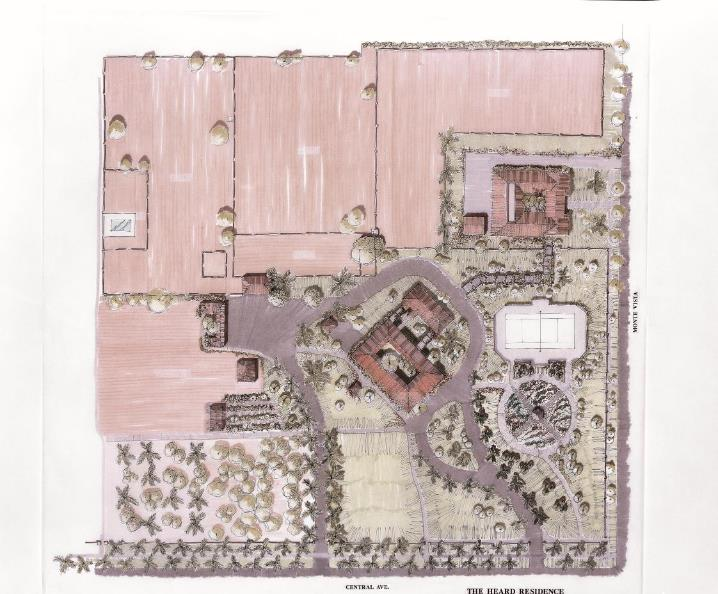 MONTE VISTA
CENTRAL AVE.
THE HEARD RESIDENCE